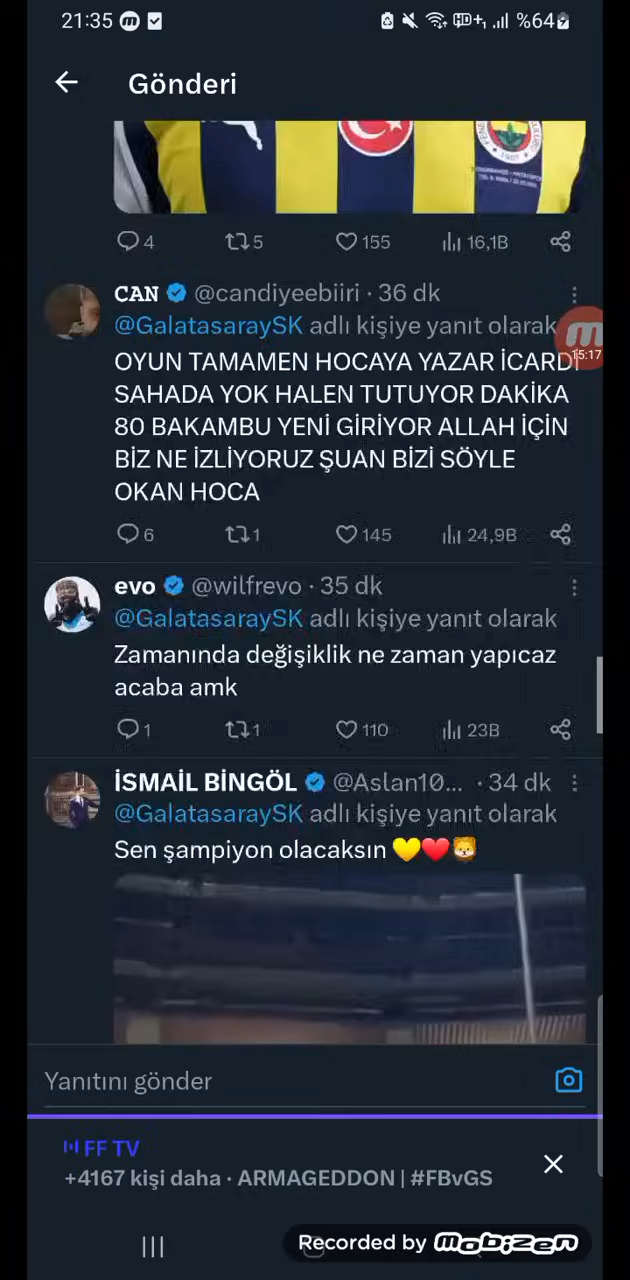 21:35
%64
Gönderi
4 5 155 16,1B
CAN @candiyeebiiri · 36 dk
@GalatasaraySK adlı kişiye yanıt olarak
15:17
OYUN TAMAMEN HOCAYA YAZAR İCARDİ
SAHADA YOK HALEN TUTUYOR DAKİKA
80 BAKAMBU YENİ GİRİYOR ALLAH İÇİN
BİZ NE İZLİYORUZ ŞUAN BİZİ SÖYLE
OKAN HOCA
6 1 145 24,9B
evo @wilfrevo · 35 dk
@GalatasaraySK adlı kişiye yanıt olarak
Zamanında değişiklik ne zaman yapıcaz
acaba amk
1 1 110 23B
İSMAİL BİNGÖL @Aslan10... · 34 dk
@GalatasaraySK adlı kişiye yanıt olarak
Sen şampiyon olacaksın 💛❤️🦁
Yanıtını gönder
FF TV
+4167 kişi daha · ARMAGEDDON | #FBvGS
Recorded by mobizen